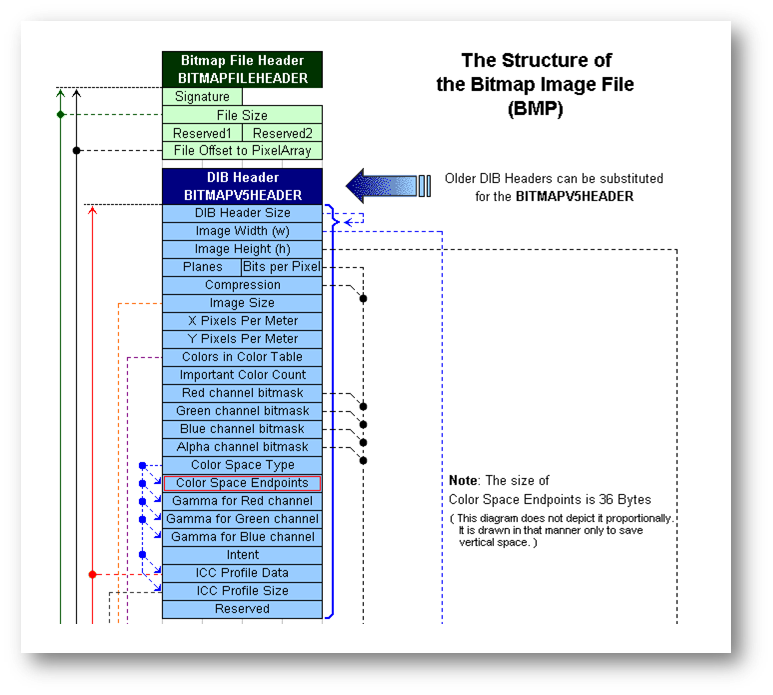 Bitmap File Header
BITMAPFILEHEADER
Signature
File Size
Reserved1 Reserved2
File Offset to PixelArray
The Structure of
the Bitmap Image File
(BMP)
DIB Header
BITMAPV5HEADER
Older DIB Headers can be substituted
for the BITMAPV5HEADER
DIB Header Size
Image Width (w)
Image Height (h)
Planes Bits per Pixel
Compression
Image Size
X Pixels Per Meter
Y Pixels Per Meter
Colors in Color Table
Important Color Count
Red channel bitmask
Green channel bitmask
Blue channel bitmask
Alpha channel bitmask
Color Space Type
Color Space Endpoints
Gamma for Red channel
Gamma for Green channel
Gamma for Blue channel
Intent
ICC Profile Data
ICC Profile Size
Reserved
Note: The size of
Color Space Endpoints is 36 Bytes
( This diagram does not depict it proportionally.
It is drawn in that manner only to save
vertical space. )